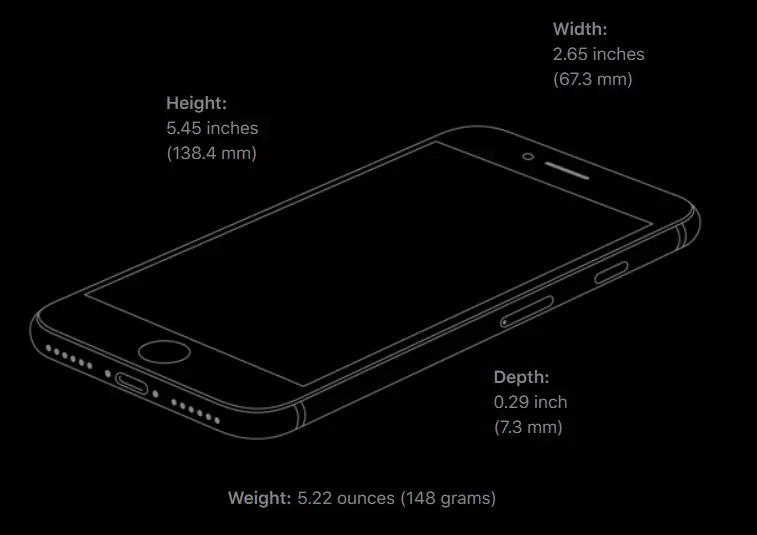 Width:
2.65 inches
(67.3 mm)
Height:
5.45 inches
(138.4 mm)
Depth:
0.29 inch
(7.3 mm)
Weight: 5.22 ounces (148 grams)